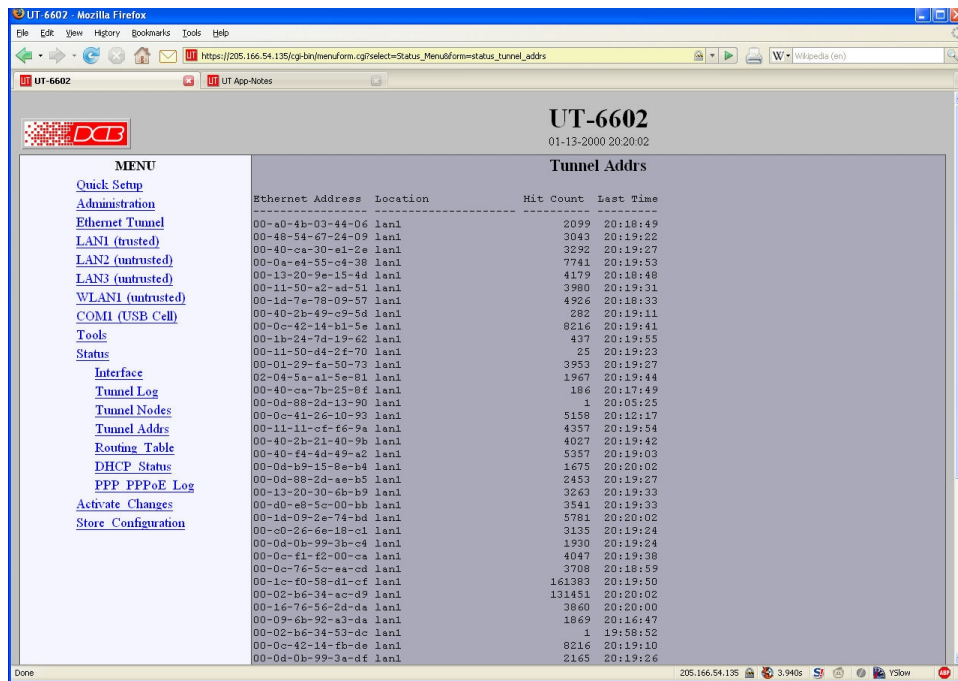 UT-6602 - Mozilla Firefox
File Edit View History Bookmarks Tools Help
https://205.166.54.135/cgi-bin/menuform.cgi?select=Status_Menu&form=status_tunnel_addrs
W Wikipedia (en)
UT UT-6602
UT UT App-Notes
DCB
UT-6602
01-13-2000 20:20:02
MENU
Quick Setup
Administration
Ethernet Tunnel
LAN1 (trusted)
LAN2 (untrusted)
LAN3 (untrusted)
WLAN1 (untrusted)
COM1 (USB Cell)
Tools
Status
Interface
Tunnel Log
Tunnel Nodes
Tunnel Addrs
Routing Table
DHCP Status
PPP PPPoE Log
Activate Changes
Store Configuration
Tunnel Addrs
Ethernet Address Location Hit Count Last Time
----------------- -------------------- ---------- ---------
00-a0-4b-03-44-06 lan1 2099 20:18:49
00-48-54-67-24-09 lan1 3043 20:19:22
00-40-ca-30-e1-2e lan1 3292 20:19:27
00-0a-e4-55-c4-38 lan1 7741 20:19:53
00-13-20-9e-15-4d lan1 4179 20:18:48
00-11-50-a2-ad-51 lan1 3980 20:19:31
00-1d-7e-78-09-57 lan1 4926 20:18:33
00-40-2b-49-c9-5d lan1 282 20:19:11
00-0c-42-14-b1-5e lan1 8216 20:19:41
00-1b-24-7d-19-62 lan1 437 20:19:55
00-11-50-d4-2f-70 lan1 25 20:19:23
00-01-29-fa-50-73 lan1 3953 20:19:27
02-04-5a-a1-5e-81 lan1 1967 20:19:44
00-40-ca-7b-25-8f lan1 186 20:17:49
00-0d-88-2d-13-90 lan1 1 20:05:25
00-0c-41-26-10-93 lan1 5158 20:12:17
00-11-11-cf-f6-9a lan1 4357 20:19:54
00-40-2b-21-40-9b lan1 4027 20:19:42
00-40-f4-4d-49-a2 lan1 5357 20:19:03
00-0d-b9-15-8e-b4 lan1 1675 20:20:02
00-0d-88-2d-ae-b5 lan1 2453 20:19:27
00-13-20-30-6b-b9 lan1 3263 20:19:33
00-d0-e8-5c-00-bb lan1 3541 20:19:33
00-1d-09-2e-74-bd lan1 5781 20:20:02
00-c0-26-6e-18-c1 lan1 3135 20:19:24
00-0d-0b-99-3b-c4 lan1 1930 20:19:24
00-0c-f1-f2-00-ca lan1 4047 20:19:38
00-0c-76-5c-ea-cd lan1 3708 20:18:59
00-1c-f0-58-d1-cf lan1 161383 20:19:50
00-02-b6-34-ac-d9 lan1 131451 20:20:02
00-16-76-56-2d-da lan1 3860 20:20:00
00-09-6b-92-a3-da lan1 1869 20:16:47
00-02-b6-34-53-dc lan1 1 19:58:52
00-0c-42-14-fb-de lan1 8216 20:19:10
00-0d-0b-99-3a-df lan1 2165 20:19:26
Done
205.166.54.135 3.940s YSlow ABP